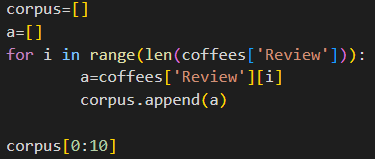 corpus=[]
a=[]
for i in range(len(coffees['Review'])):
        a=coffees['Review'][i]
        corpus.append(a)

corpus[0:10]